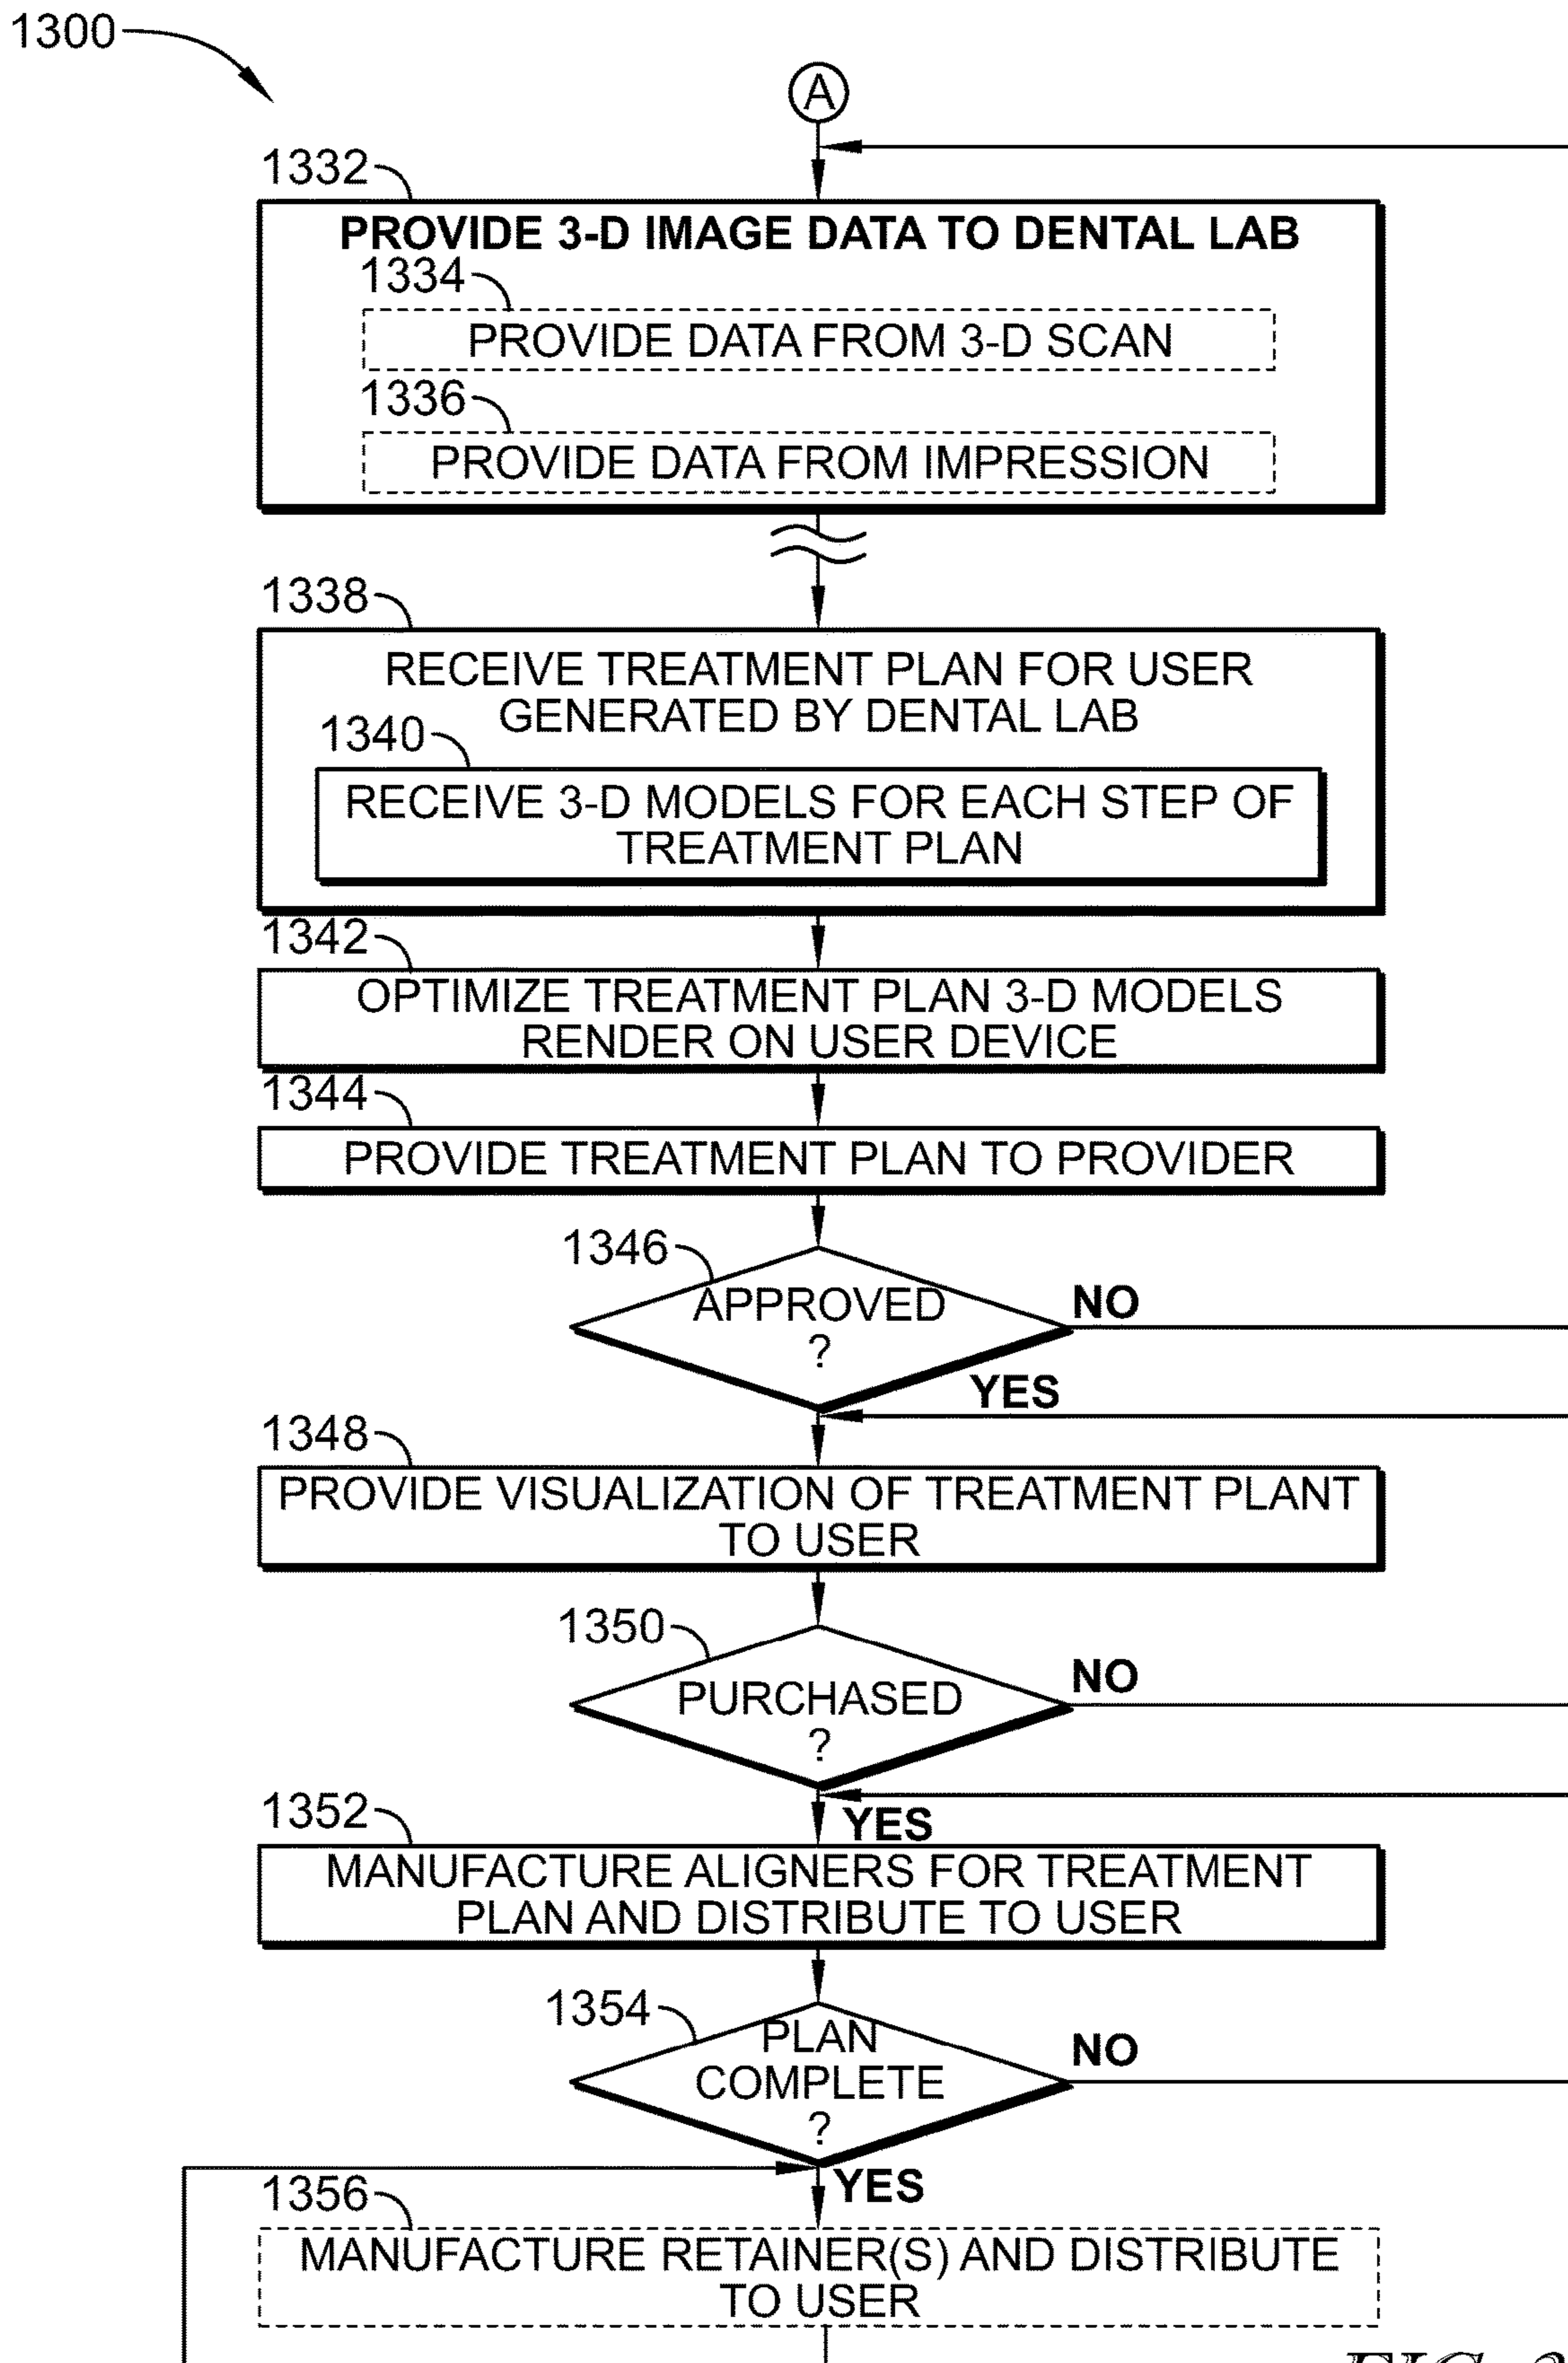 1300
A
1332
PROVIDE 3-D IMAGE DATA TO DENTAL LAB
1334
PROVIDE DATA FROM 3-D SCAN
1336
PROVIDE DATA FROM IMPRESSION
1338
RECEIVE TREATMENT PLAN FOR USER
GENERATED BY DENTAL LAB
1340
RECEIVE 3-D MODELS FOR EACH STEP OF
TREATMENT PLAN
1342
OPTIMIZE TREATMENT PLAN 3-D MODELS
RENDER ON USER DEVICE
1344
PROVIDE TREATMENT PLAN TO PROVIDER
1346
APPROVED
?
NO
YES
1348
PROVIDE VISUALIZATION OF TREATMENT PLANT
TO USER
1350
PURCHASED
?
NO
YES
1352
MANUFACTURE ALIGNERS FOR TREATMENT
PLAN AND DISTRIBUTE TO USER
1354
PLAN
COMPLETE
?
NO
YES
1356
MANUFACTURE RETAINER(S) AND DISTRIBUTE
TO USER